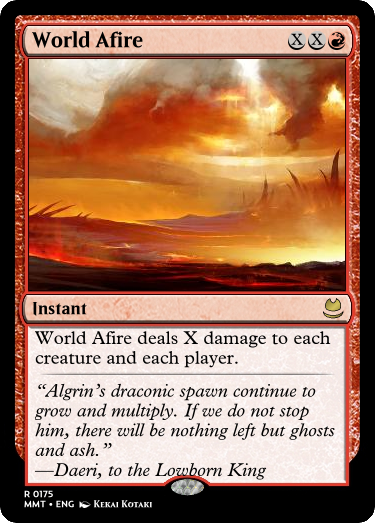 World Afire XXR
Instant
World Afire deals X damage to each
creature and each player.
“Algrin's draconic spawn continue to
grow and multiply. If we do not stop
him, there will be nothing left but ghosts
and ash.”
—Daeri, to the Lowborn King
R 0175
MMT • ENG Kekai Kotaki